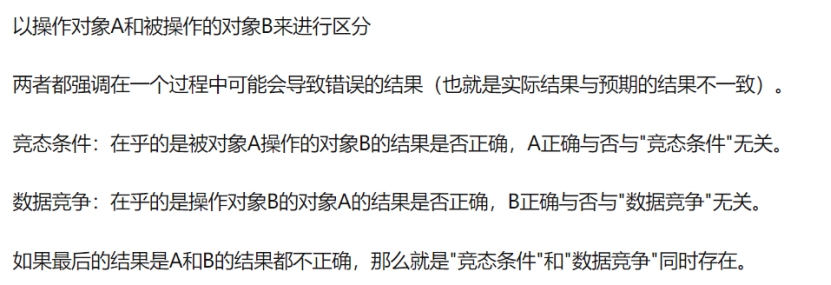 以操作对象A和被操作的对象B来进行区分
两者都强调在一个过程中可能会导致错误的结果（也就是实际结果与预期的结果不一致）。
竞态条件：在乎的是被对象A操作的对象B的结果是否正确，A正确与否与"竞态条件"无关。
数据竞争：在乎的是操作对象B的对象A的结果是否正确，B正确与否与"数据竞争"无关。
如果最后的结果是A和B的结果都不正确，那么就是"竞态条件"和"数据竞争"同时存在。